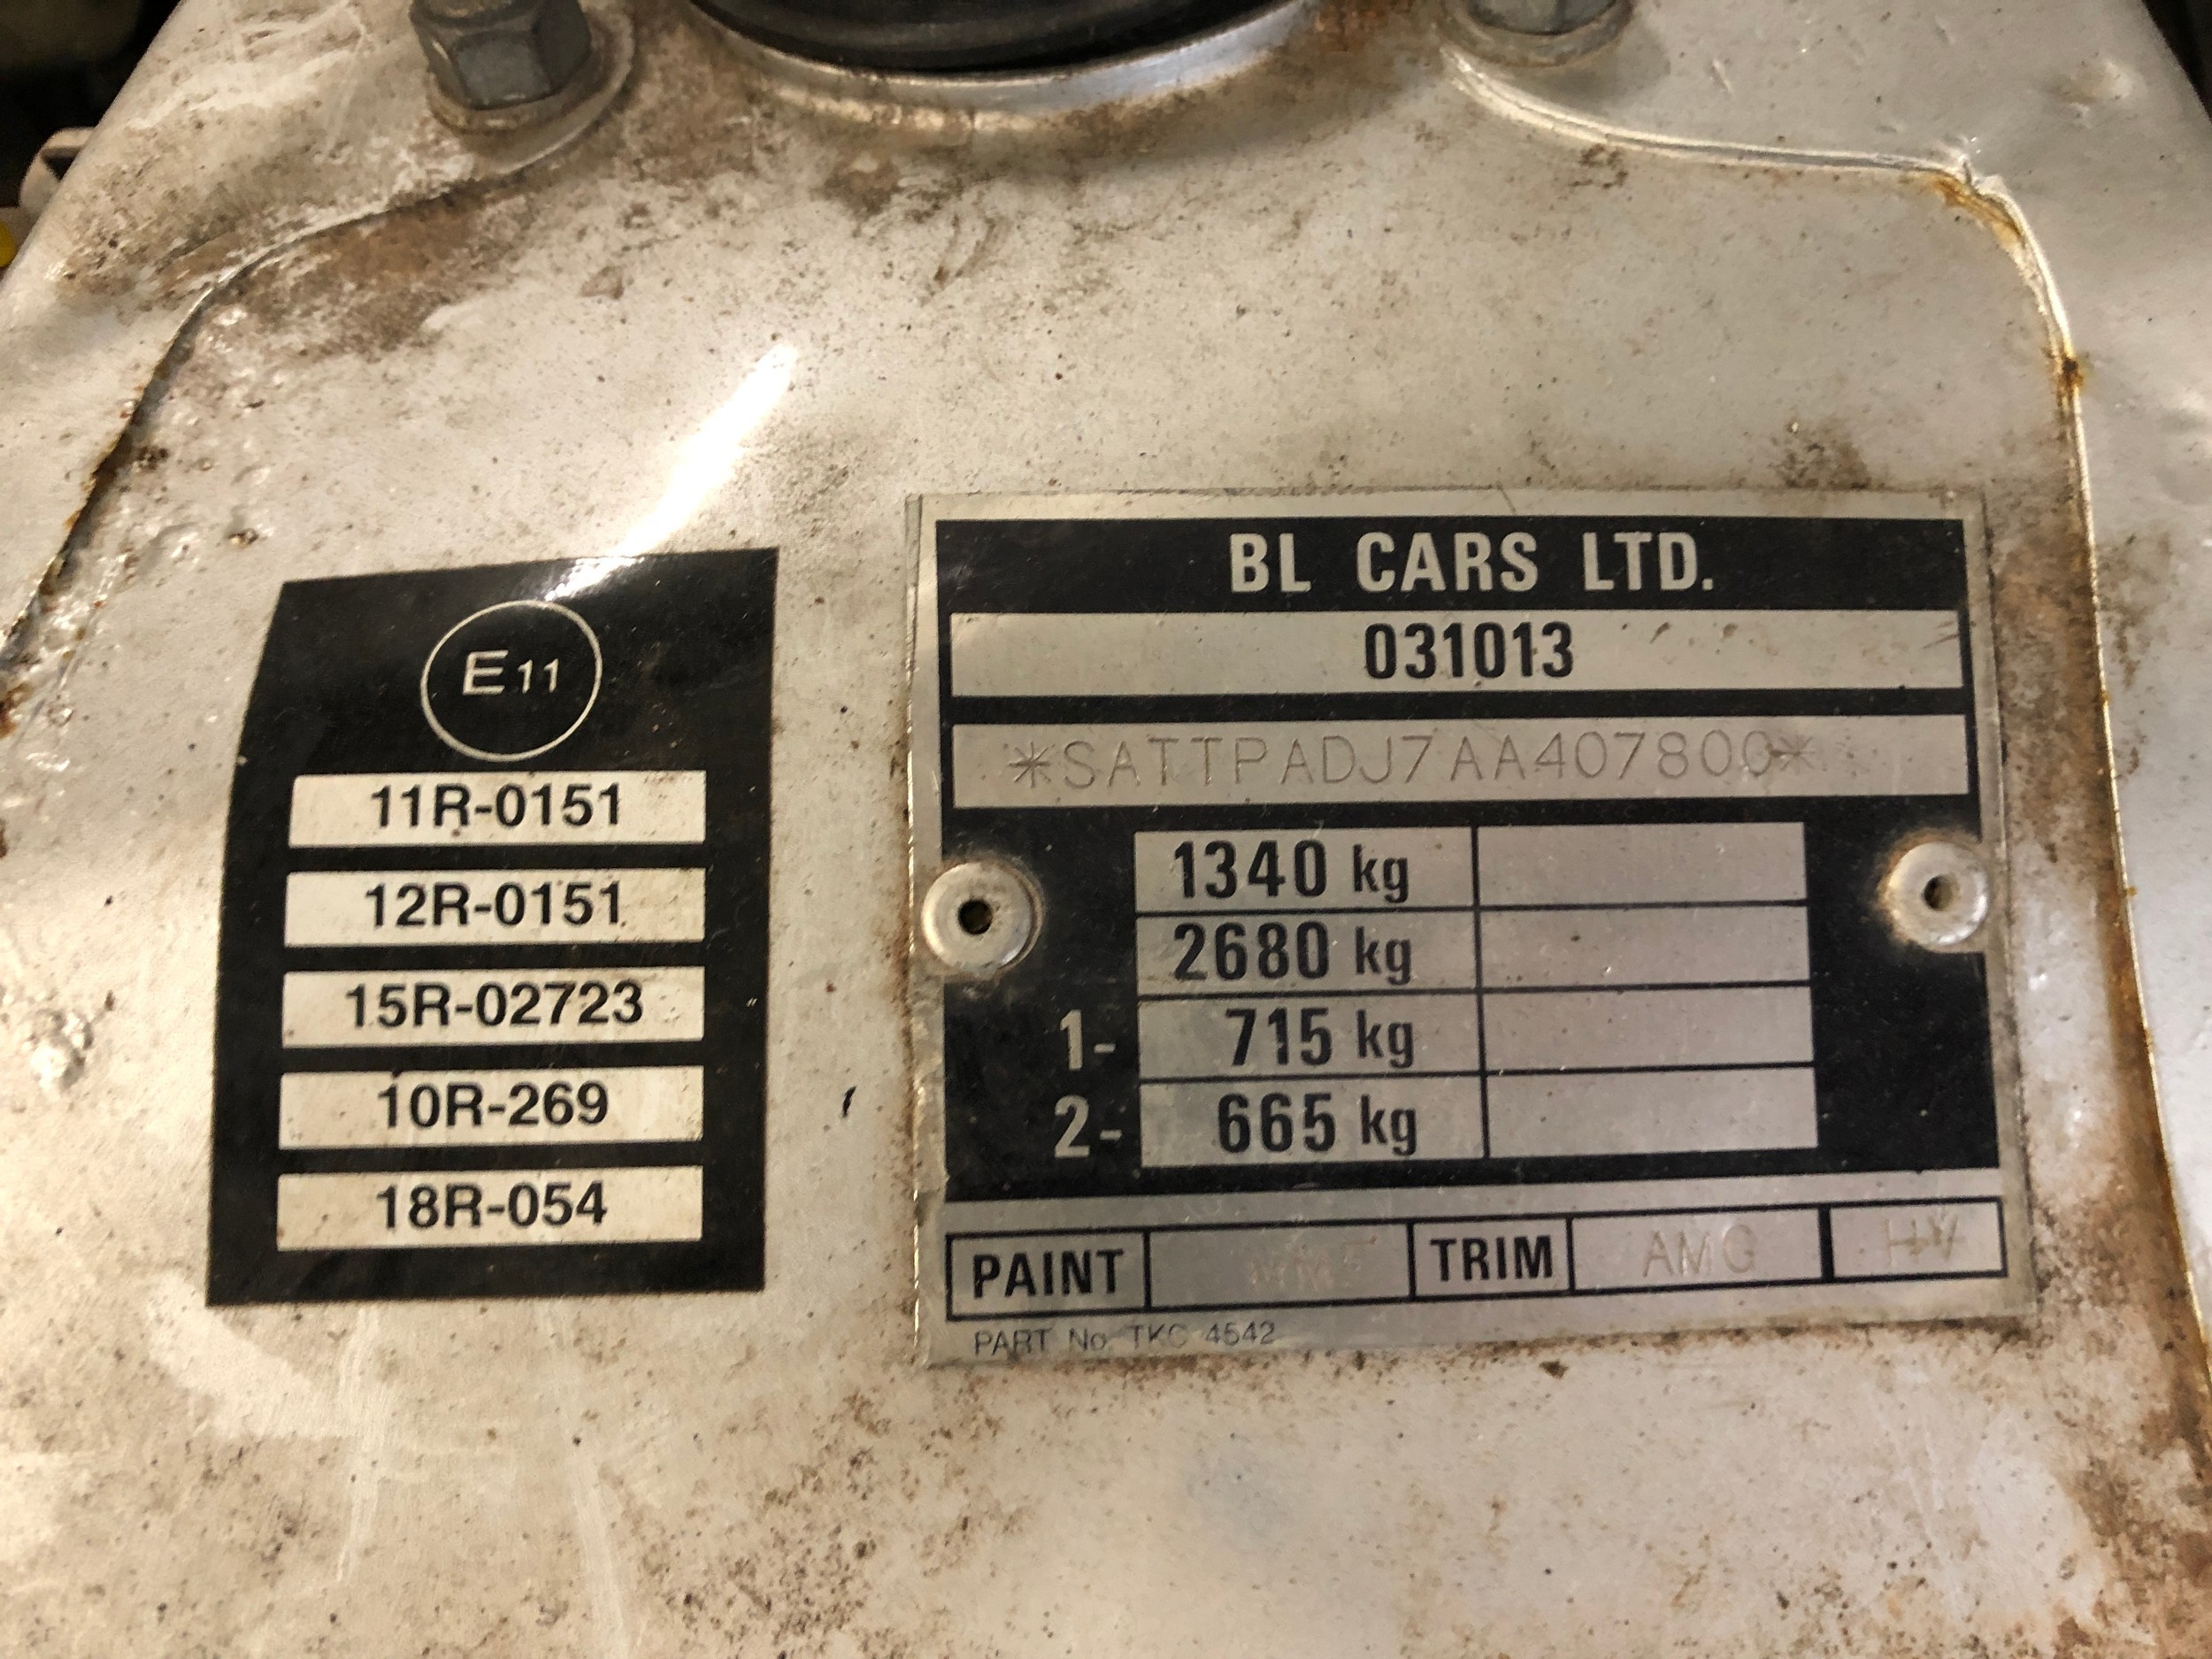 E11
11R-0151
12R-0151
15R-02723
10R-269
18R-054
BL CARS LTD.
031013
*SATTPADJ7AA407800*
1340 kg
2680 kg
1- 715 kg
2- 665 kg
PAINT TRIM AMG
PART No TKC 4542